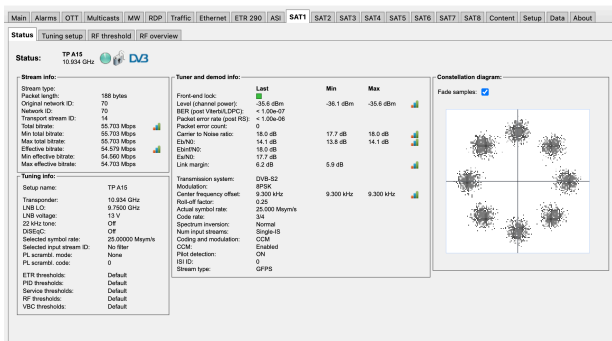 Main Alarms OTT Multicasts MW RDP Traffic Ethernet ETR 290 ASI SAT1 SAT2 SAT3 SAT4 SAT5 SAT6 SAT7 SAT8 Content Setup Data About
Status Tuning setup RF threshold RF overview
Status: TP A15
10.934 GHz DVB
Stream info:
Stream type:
Packet length: 188 bytes
Original network ID: 70
Network ID: 70
Transport stream ID: 14
Total bitrate: 55.703 Mbps
Min total bitrate: 55.703 Mbps
Max total bitrate: 55.703 Mbps
Effective bitrate: 54.579 Mbps
Min effective bitrate: 54.560 Mbps
Max effective bitrate: 54.703 Mbps
Tuning info:
Setup name: TP A15
Transponder: 10.934 GHz
LNB LO: 9.7500 GHz
LNB voltage: 13 V
22 kHz tone: Off
DiSEqC: Off
Selected symbol rate: 25.00000 Msym/s
Selected input stream ID: No filter
PL scrambl. mode: None
PL scrambl. code: 0
ETR thresholds: Default
PID thresholds: Default
Service thresholds: Default
RF thresholds: Default
VBC thresholds: Default
Tuner and demod info:
Last Min Max
Front-end lock:
Level (channel power): -35.6 dBm -36.1 dBm -35.6 dBm
BER (post Viterbi/LDPC): < 1.00e-07
Packet error rate (post RS): < 1.00e-06
Packet error count: 0
Carrier to Noise ratio: 18.0 dB 17.7 dB 18.0 dB
Eb/N0: 14.1 dB 13.8 dB 14.1 dB
Ebinf/N0: 18.0 dB
Es/N0: 17.7 dB
Link margin: 6.2 dB 5.9 dB
Transmission system: DVB-S2
Modulation: 8PSK
Center frequency offset: 9.300 kHz 9.300 kHz 9.300 kHz
Roll-off factor: 0.25
Actual symbol rate: 25.000 Msym/s
Code rate: 3/4
Spectrum inversion: Normal
Num input streams: Single-IS
Coding and modulation: CCM
CCM: Enabled
Pilot detection: ON
ISI ID: 0
Stream type: GFPS
Constellation diagram:
Fade samples: